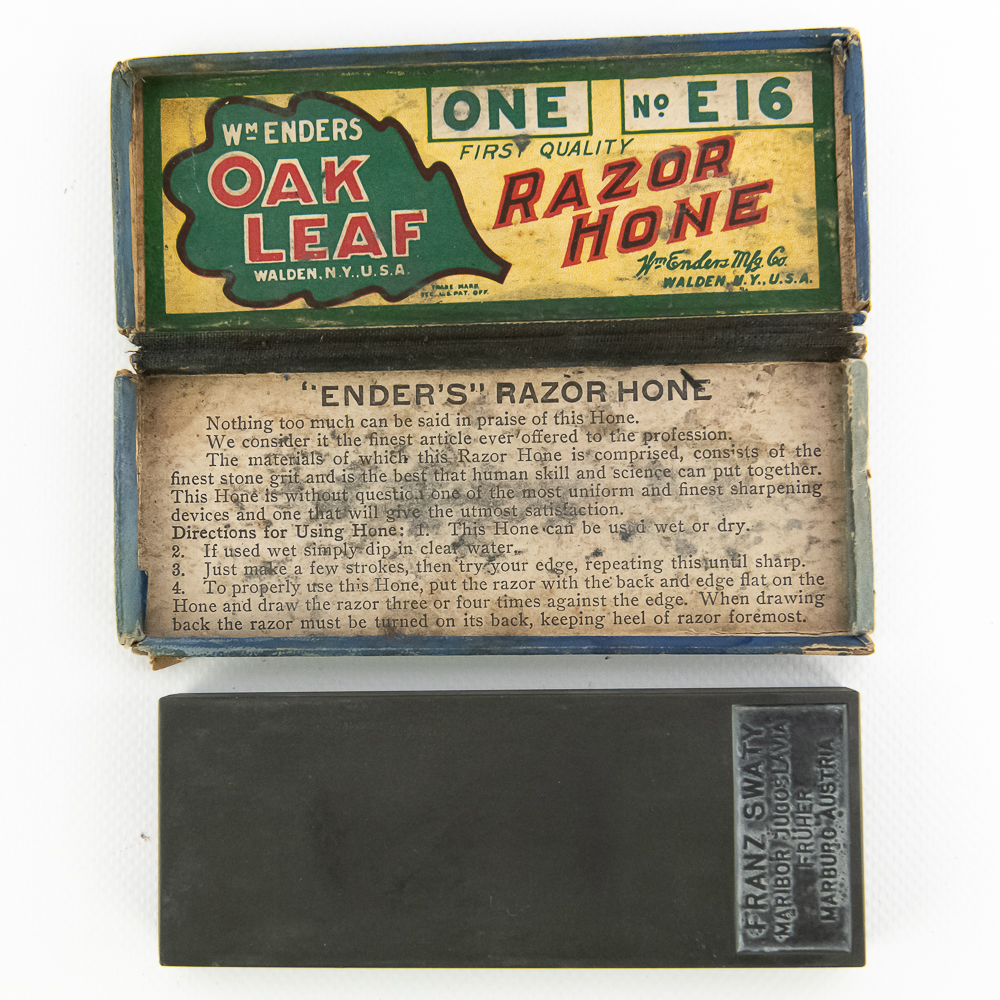 Wm ENDERS
OAK
LEAF
WALDEN, N.Y., U.S.A.
TRADE MARK
REG. U.S. PAT. OFF.
ONE
No E16
FIRST QUALITY
RAZOR
HONE
Wm Enders Mfg Co.
WALDEN, N.Y., U.S.A.
"ENDER'S" RAZOR HONE
Nothing too much can be said in praise of this Hone.
We consider it the finest article ever offered to the profession.
The materials of which this Razor Hone is comprised, consists of the
finest stone grit and is the best that human skill and science can put together.
This Hone is without question one of the most uniform and finest sharpening
devices and one that will give the utmost satisfaction.
Directions for Using Hone: 1. This Hone can be used wet or dry.
2. If used wet simply dip in clear water.
3. Just make a few strokes, then try your edge, repeating this until sharp.
4. To properly use this Hone, put the razor with the back and edge flat on the
Hone and draw the razor three or four times against the edge. When drawing
back the razor must be turned on its back, keeping heel of razor foremost.
FRANZ SWATY
MARIBOR JUGOSLAVIA
FRÜHER
MARBURG AUSTRIA